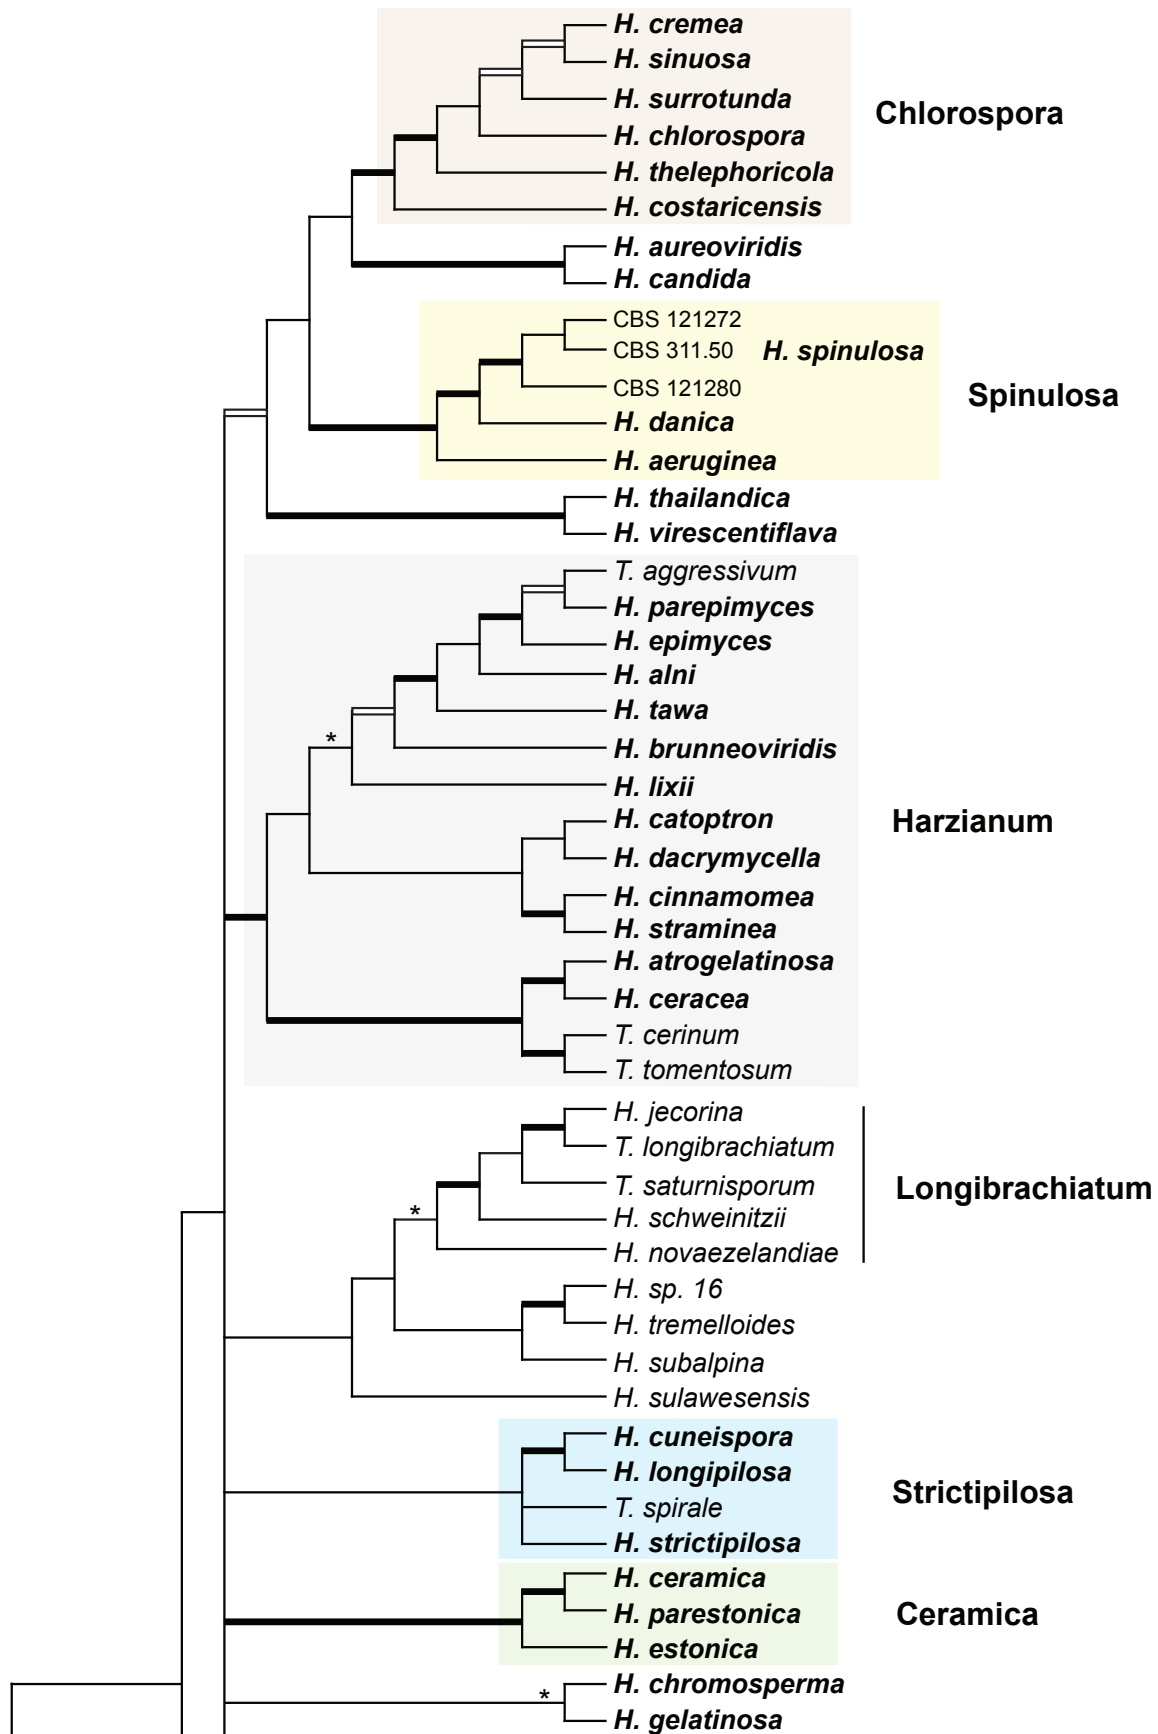 H. cremea
H. sinuosa
H. surrotunda
Chlorospora
H. chlorospora
H. thelephoricola
H. costaricensis
H. aureoviridis
H. candida
CBS 121272
CBS 311.50 H. spinulosa
CBS 121280
Spinulosa
H. danica
H. aeruginea
H. thailandica
H. virescentiflava
T. aggressivum
H. parepimyces
H. epimyces
H. alni
H. tawa
*
H. brunneoviridis
H. lixii
H. catoptron
Harzianum
H. dacrymycella
H. cinnamomea
H. straminea
H. atrogelatinosa
H. ceracea
T. cerinum
T. tomentosum
H. jecorina
T. longibrachiatum
T. saturnisporum
Longibrachiatum
*
H. schweinitzii
H. novaezelandiae
H. sp. 16
H. tremelloides
H. subalpina
H. sulawesensis
H. cuneispora
H. longipilosa
Strictipilosa
T. spirale
H. strictipilosa
H. ceramica
H. parestonica
Ceramica
H. estonica
H. chromosperma
*
H. gelatinosa